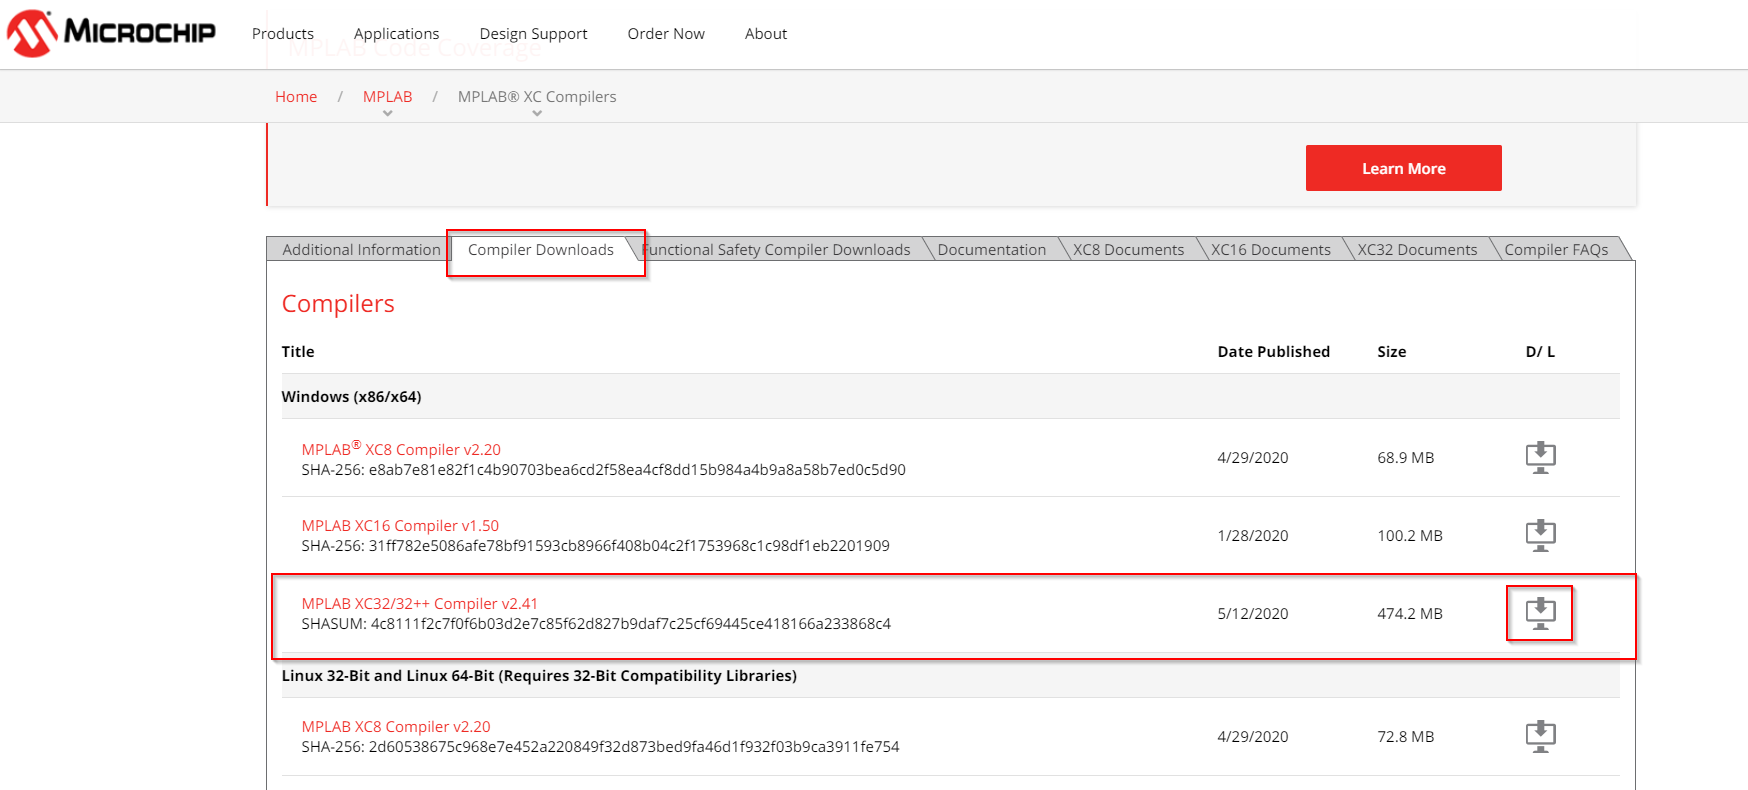 MICROCHIP
Products Applications Design Support Order Now About
MPLAB Code Coverage
Home / MPLAB / MPLAB® XC Compilers
Learn More
Additional Information Compiler Downloads Functional Safety Compiler Downloads Documentation XC8 Documents XC16 Documents XC32 Documents Compiler FAQs
Compilers
Title Date Published Size D/ L
Windows (x86/x64)
MPLAB® XC8 Compiler v2.20
SHA-256: e8ab7e81e82f1c4b90703bea6cd2f58ea4cf8dd15b984a4b9a8a58b7ed0c5d90
4/29/2020 68.9 MB
MPLAB XC16 Compiler v1.50
SHA-256: 31ff782e5086afe78bf91593cb8966f408b04c2f1753968c1c98df1eb2201909
1/28/2020 100.2 MB
MPLAB XC32/32++ Compiler v2.41
SHASUM: 4c8111f2c7f0f6b03d2e7c85f62d827b9daf7c25cf69445ce418166a233868c4
5/12/2020 474.2 MB
Linux 32-Bit and Linux 64-Bit (Requires 32-Bit Compatibility Libraries)
MPLAB XC8 Compiler v2.20
SHA-256: 2d60538675c968e7e452a220849f32d873bed9fa46d1f932f03b9ca3911fe754
4/29/2020 72.8 MB